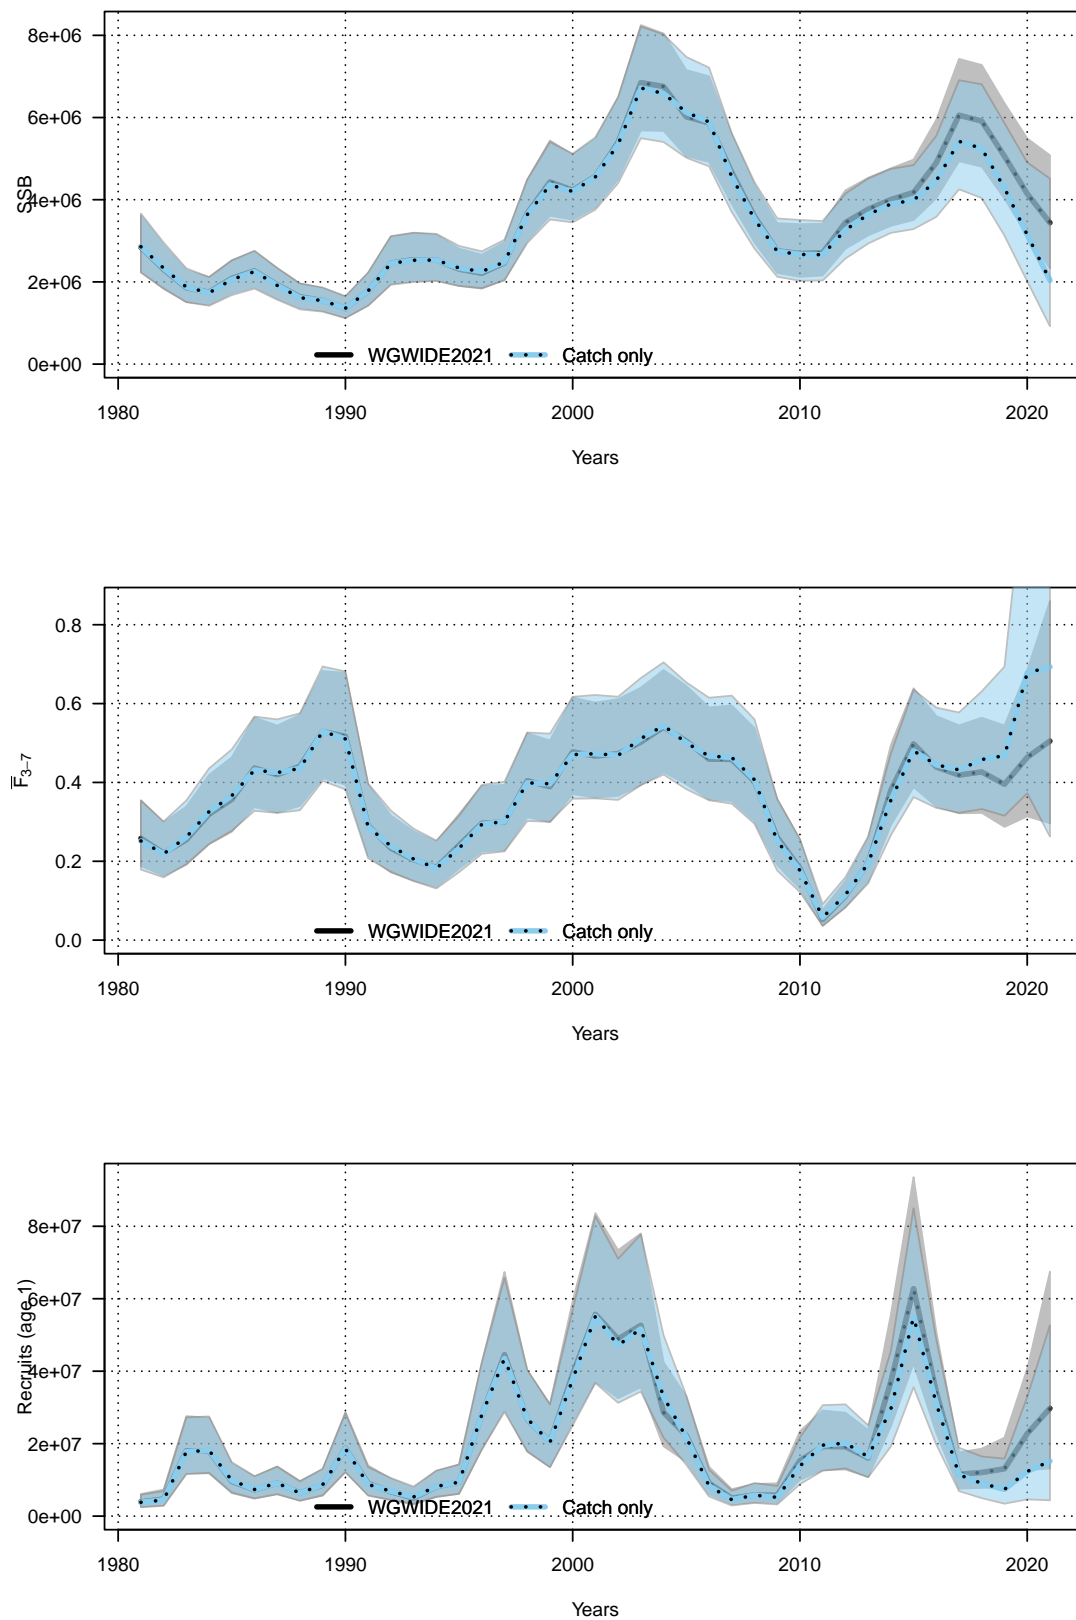 8e+06
6e+06
4e+06
2e+06
0e+00
SSB
WGWIDE2021 Catch only
1980 1990 2000 2010 2020
Years
0.8
0.6
0.4
0.2
0.0
F̅3–7
WGWIDE2021 Catch only
1980 1990 2000 2010 2020
Years
8e+07
6e+07
4e+07
2e+07
0e+00
Recruits (age 1)
WGWIDE2021 Catch only
1980 1990 2000 2010 2020
Years